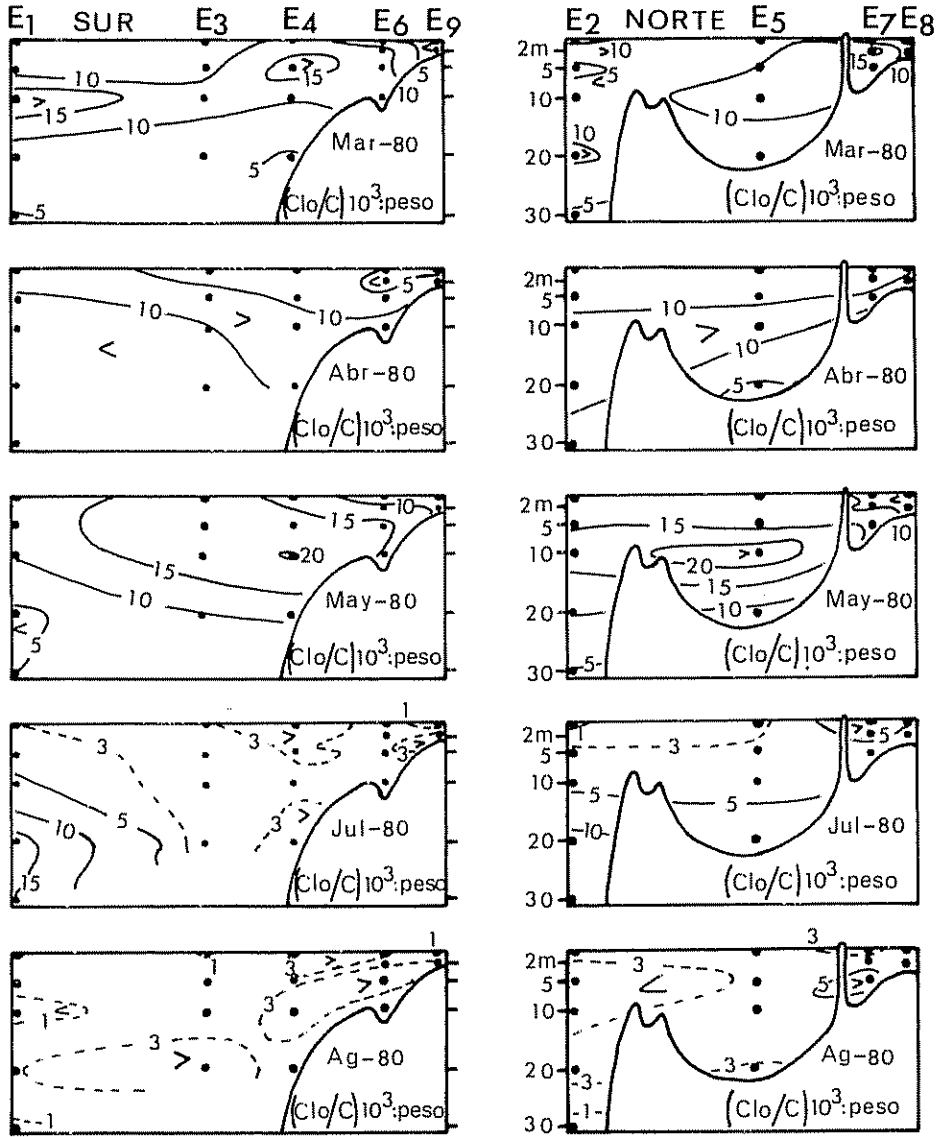 E1 SUR E3 E4 E6 E9
10 15 5
15 10
10 Mar-80
5
5 (Clo/C)10³:peso
E2 NORTE E5 E7 E8
2m 10 15
5 5 10
10 10
10
20 Mar-80
30 5 (Clo/C)10³:peso
5
10 10
Abr-80
(Clo/C)10³:peso
2m
5 10
10
10
20 5 Abr-80
30 (Clo/C)10³:peso
10
15
20
15
10 May-80
5 (Clo/C)10³:peso
2m
5 15 10
10
20
15
20 10 May-80
30 5 (Clo/C)10³:peso
1
3 3
5 3
10 Jul-80
15 (Clo/C)10³:peso
2m 1 5
5 3
10 5 5
20 10 Jul-80
30 (Clo/C)10³:peso
1 1
3
1
3 3
Ag-80
1 (Clo/C)10³:peso
3
2m 3
5 5
10
20 3 3 Ag-80
30 1 (Clo/C)10³:peso